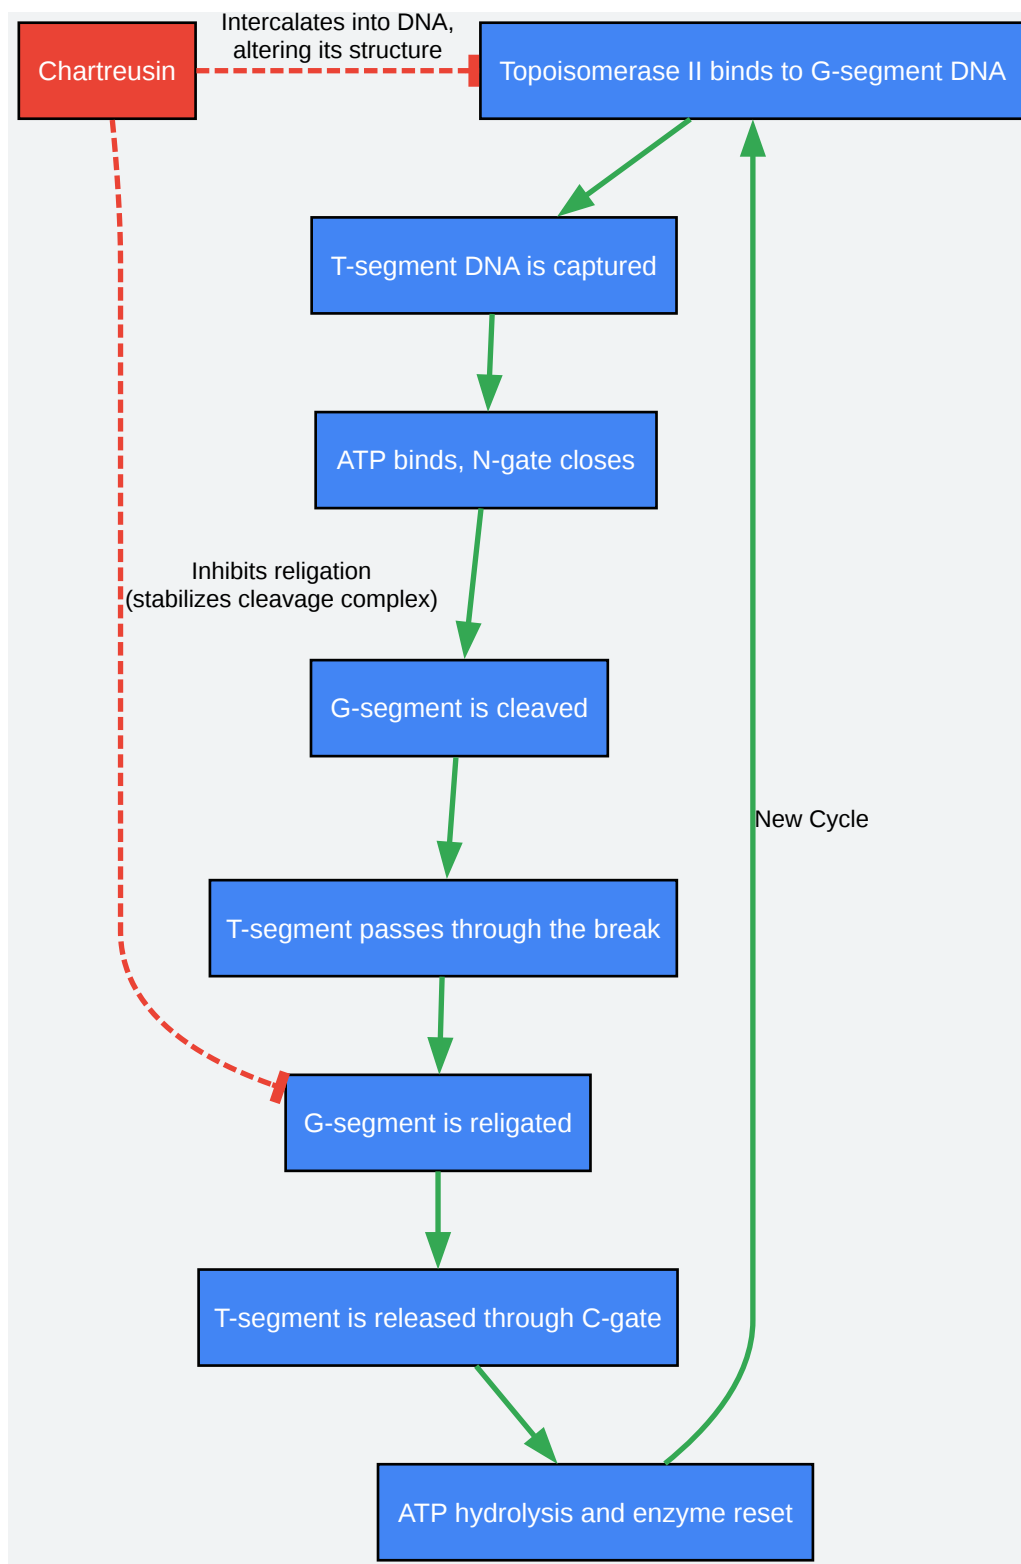 Intercalates into DNA,
altering its structure
Chartreusin
Topoisomerase II binds to G-segment DNA
T-segment DNA is captured
ATP binds, N-gate closes
Inhibits religation
(stabilizes cleavage complex)
G-segment is cleaved
New Cycle
T-segment passes through the break
G-segment is religated
T-segment is released through C-gate
ATP hydrolysis and enzyme reset